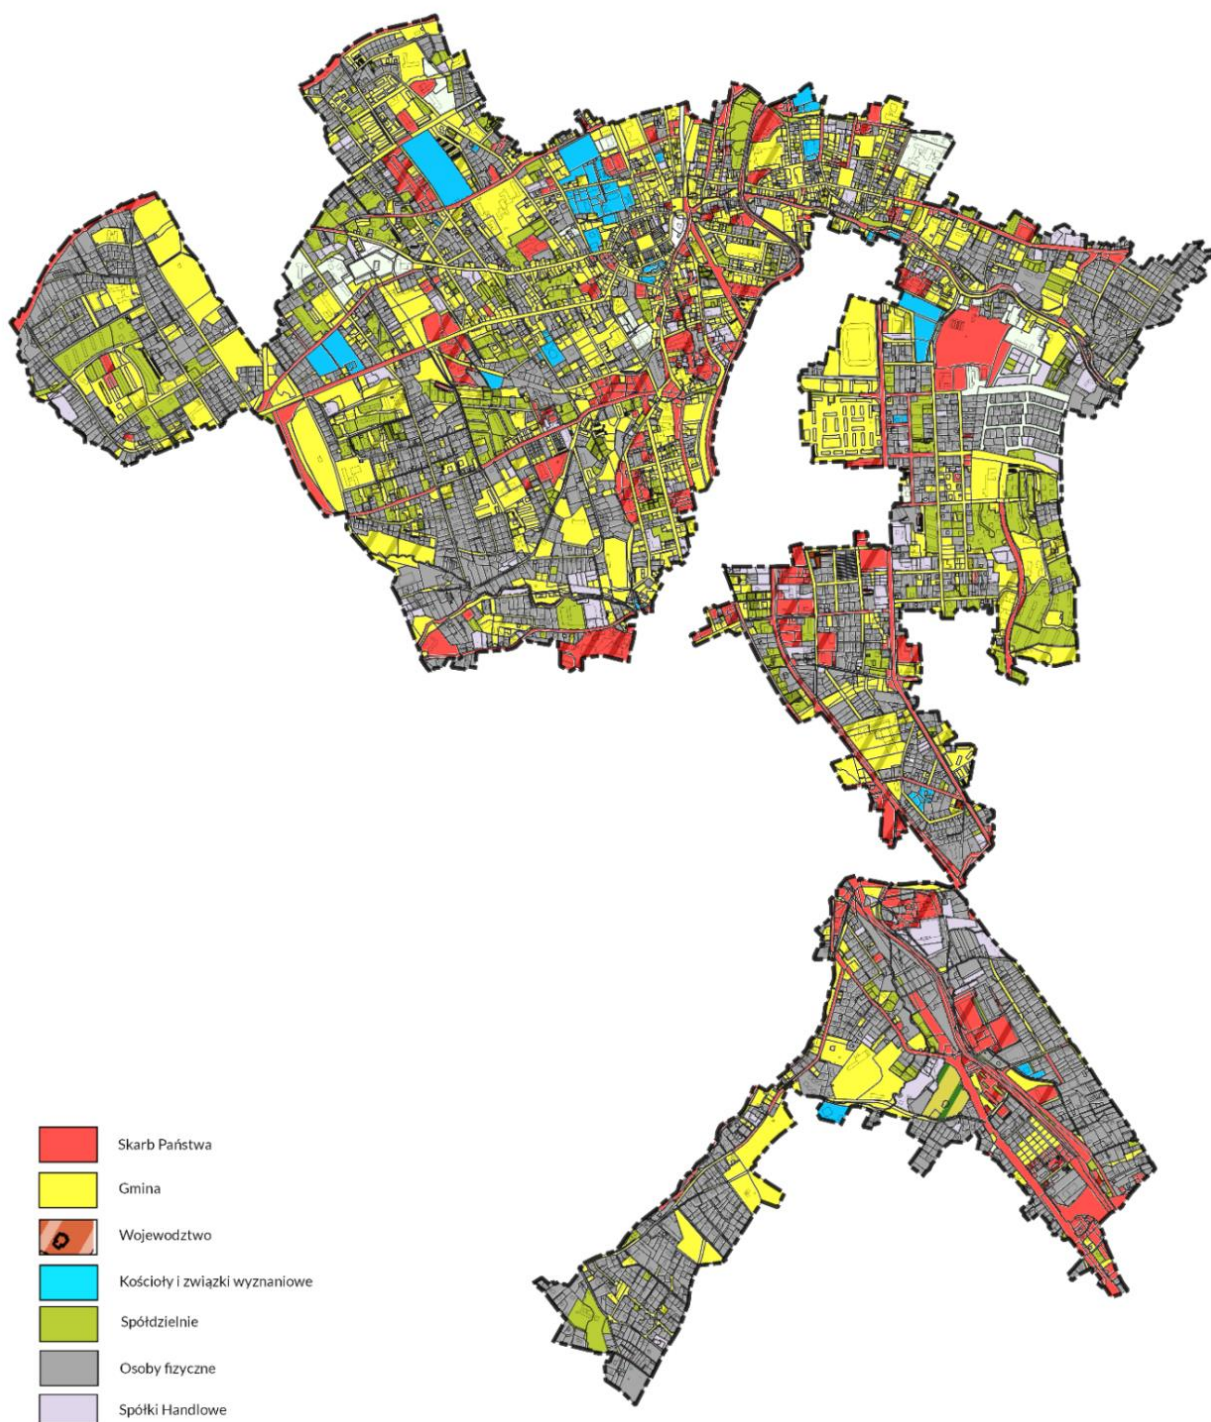 Skarb Państwa
Gmina
Wojewodztwo
Kościoły i związki wyznaniowe
Spółdzielnie
Osoby fizyczne
Spółki Handlowe